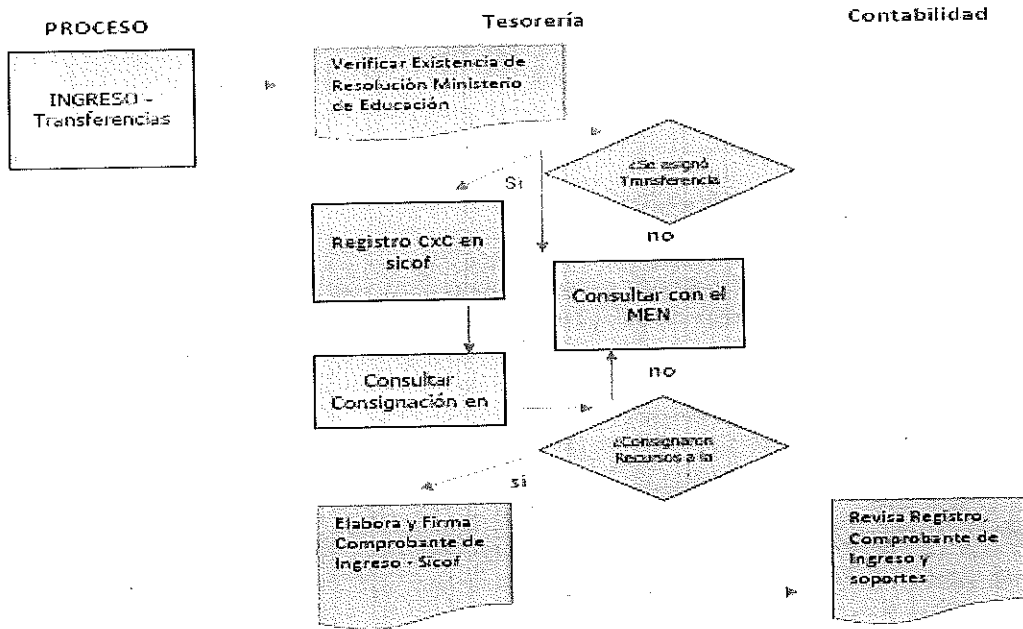 PROCESO
Tesorería
Contabilidad
INGRESO -
Transferencias
Verificar Existencia de
Resolución Ministerio
de Educación
¿Se asignó
Transferencia
Si
no
Registro CxC en
sicof
Consultar con el
MEN
no
Consultar
Consignación en
¿Consignaron
Recursos a la
si
Elabora y Firma
Comprobante de
Ingreso - Sicof
Revisa Registro,
Comprobante de
Ingreso y
soportes